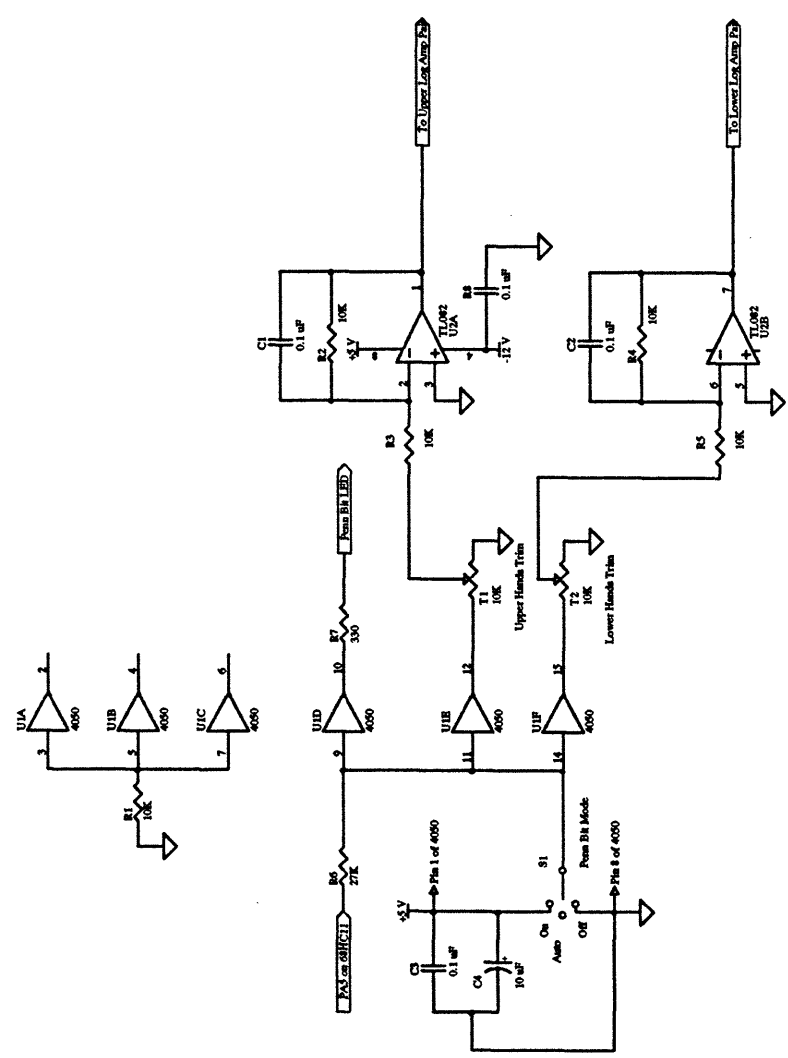 To Upper Log Amp Pair
To Lower Log Amp Pair
C1
0.1 uF
R2
10K
+5 V
8
1
TL082
U2A
2
3
4
-12 V
R8
0.1 uF
R3
10K
C2
0.1 uF
R4
10K
7
TL082
U2B
6
5
R5
10K
Penn Bit LED
R7
330
T1
10K
Upper Hands Trim
T2
10K
Lower Hands Trim
U1A
3
2
4050
U1B
5
4
4050
U1C
7
6
4050
R1
10K
U1D
9
10
4050
U1E
11
12
4050
U1F
14
15
4050
R6
27K
PA5 on 68HC11
+5 V
Pin 1 of 4050
C3
0.1 uF
C4
+
10 uF
On
Auto
Off
S1
Penn Bit Mode
Pin 8 of 4050